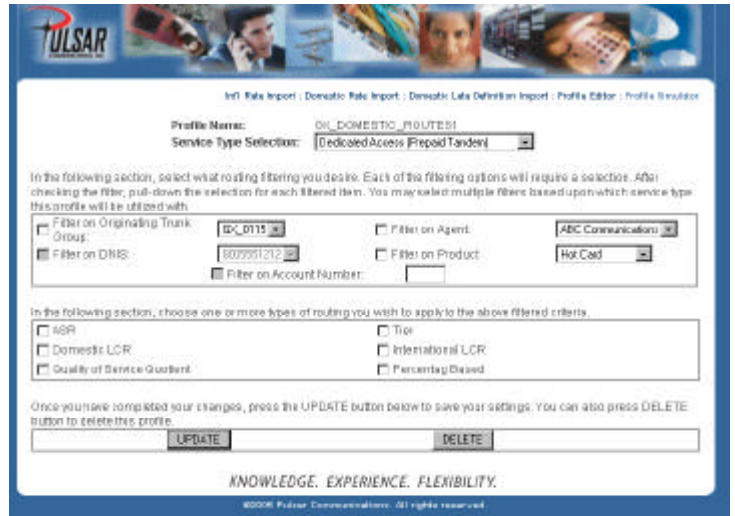 PULSAR
Int'l Rate Import : Domestic Rate Import : Domestic Lata Definition Import : Profile Editor : Profile Simulator
Profile Name: OX_DOMESTIC_ROUTES1
Service Type Selection: Dedicated Access (Prepaid Tandem)
In the following section, select what routing filtering you desire. Each of the filtering options will require a selection. After
checking the filter, pull-down the selection for each filtered item. You may select multiple filters based upon which service type
this profile will be utilized with.
Filter on Originating Trunk Group: 0115 Filter on Agent: ABC Communications
Filter on DNIS: 8005551212 Filter on Product Hot Card
Filter on Account Number:
In the following section, choose one or more types of routing you wish to apply to the above filtered criteria.
ASR Tier
Domestic LCR International LCR
Quality of Service Quotient Percentag Based
Once you have completed your changes, press the UPDATE button below to save your settings. You can also press DELETE
button to delete this profile.
UPDATE DELETE
KNOWLEDGE. EXPERIENCE. FLEXIBILITY.
Pulsar Communications. All rights reserved.